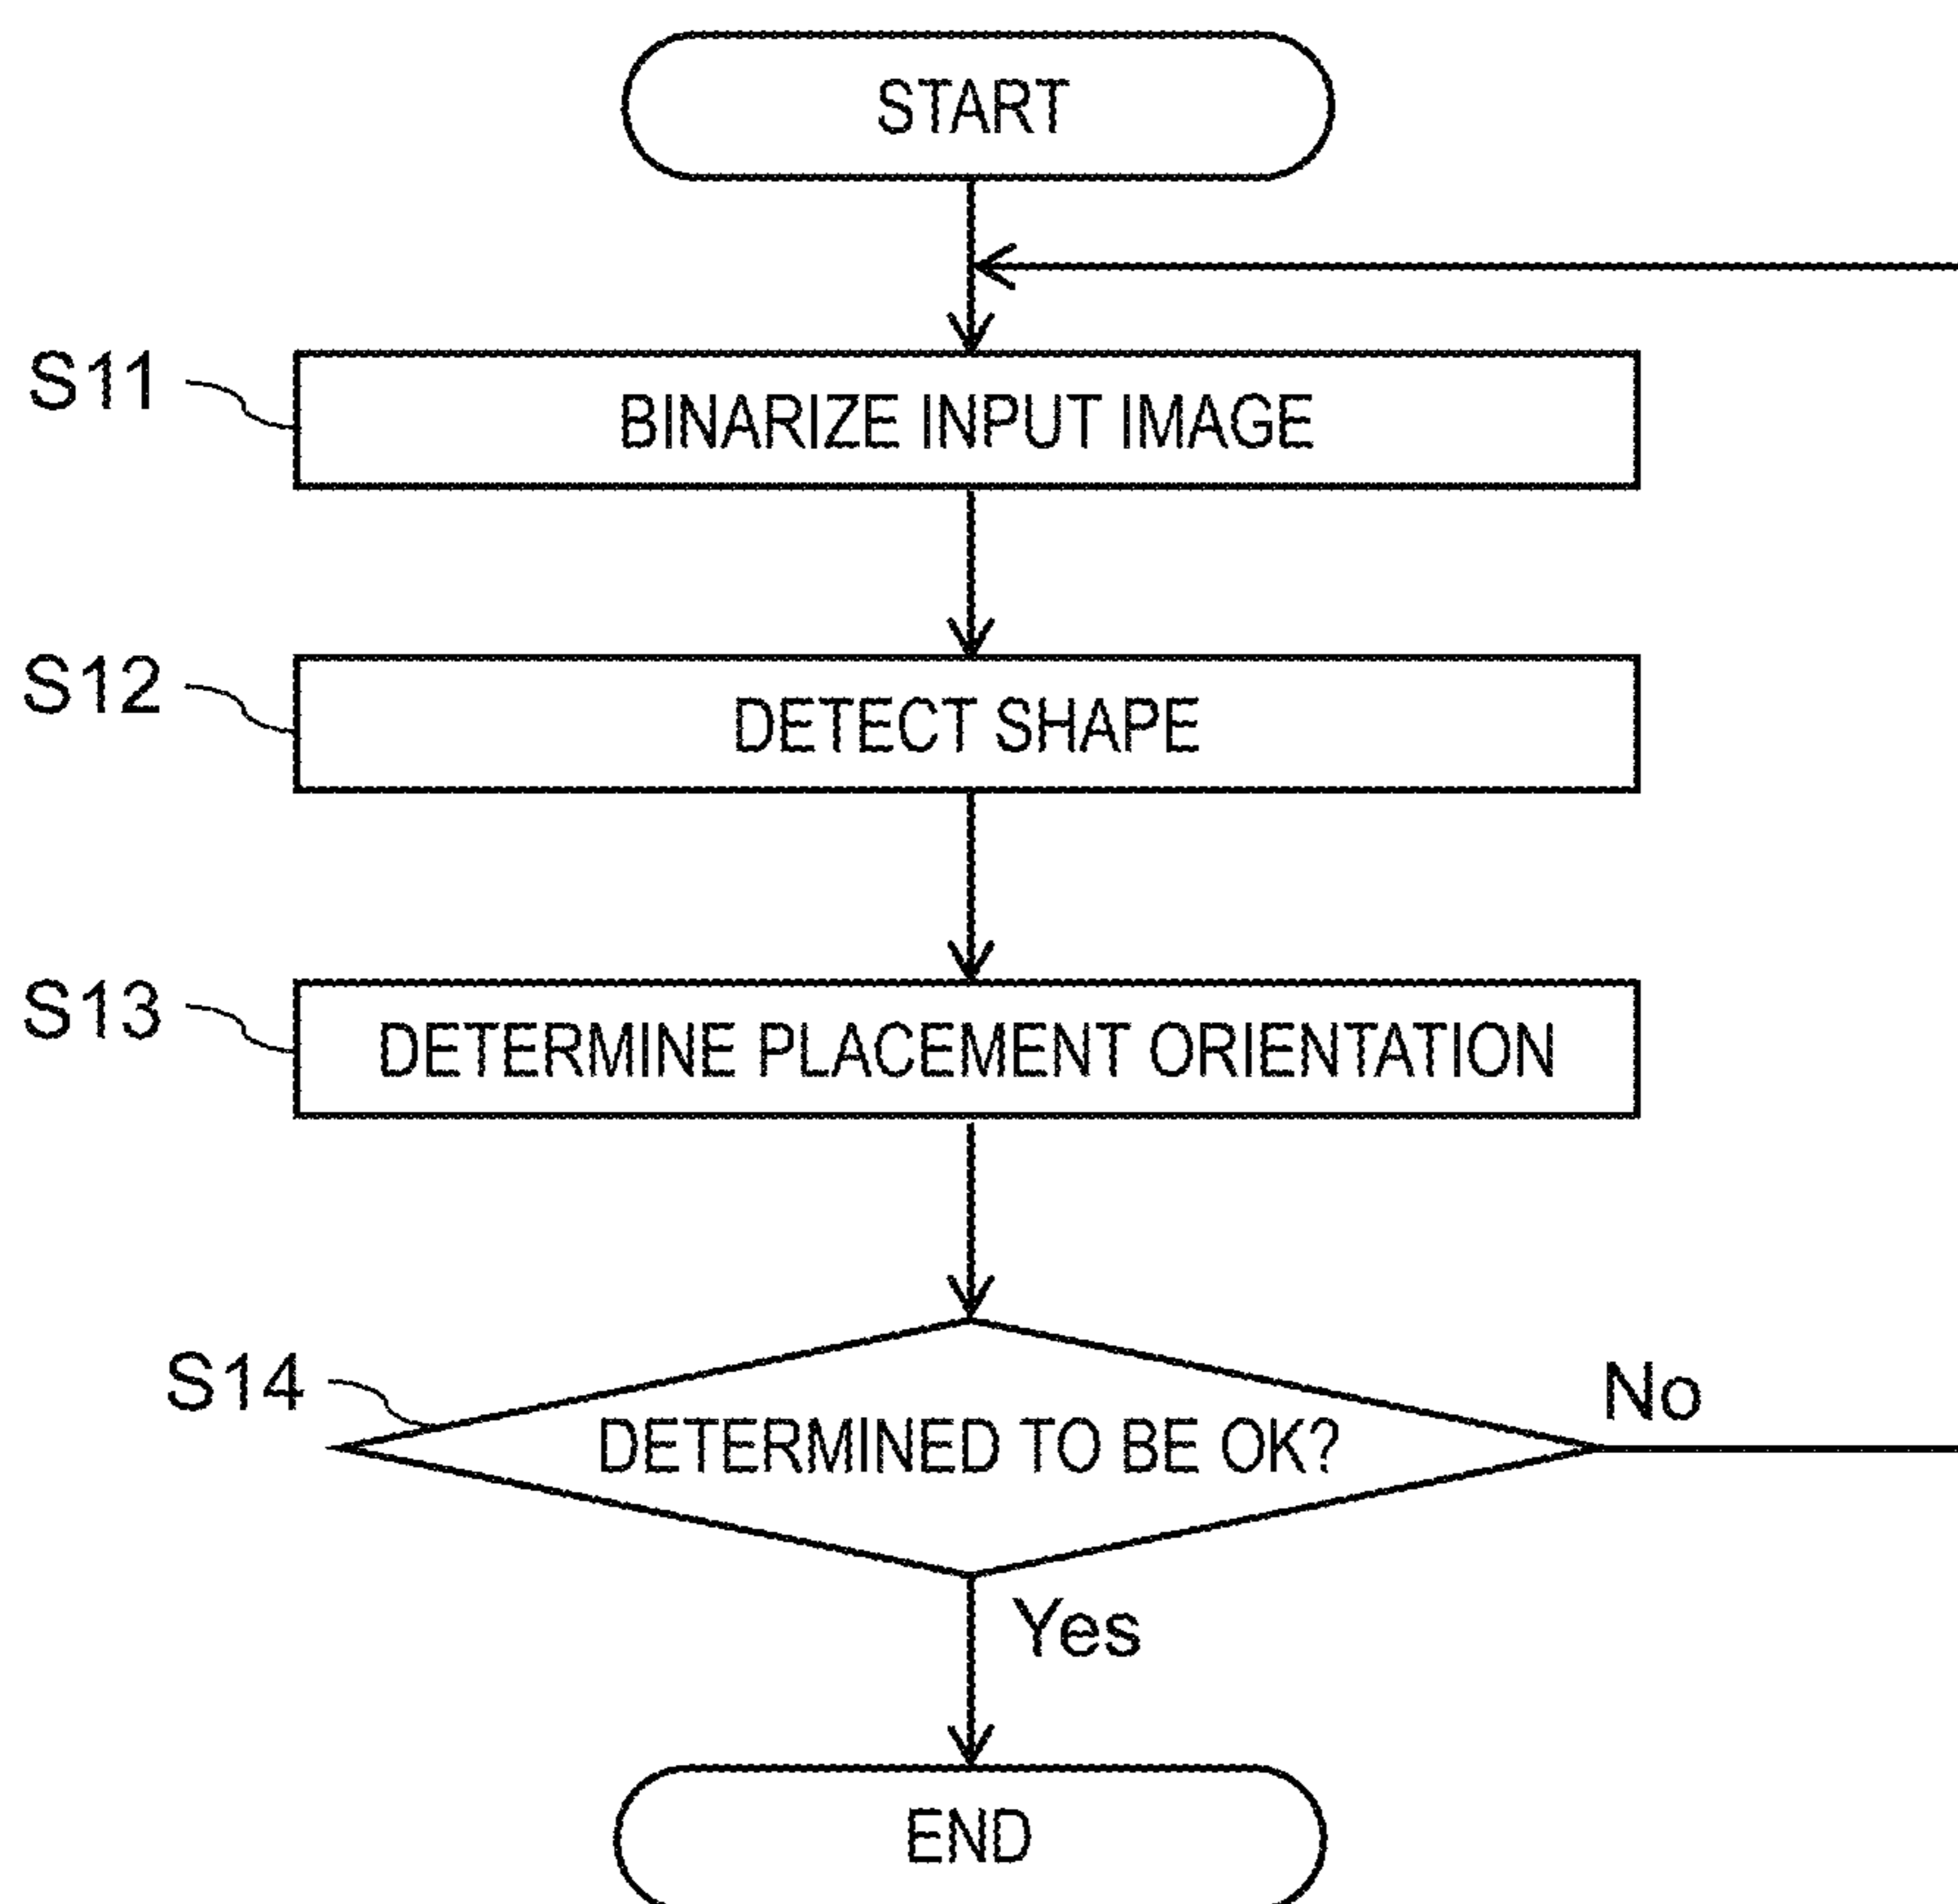 START
S11
BINARIZE INPUT IMAGE
S12
DETECT SHAPE
S13
DETERMINE PLACEMENT ORIENTATION
S14
DETERMINED TO BE OK?
No
Yes
END